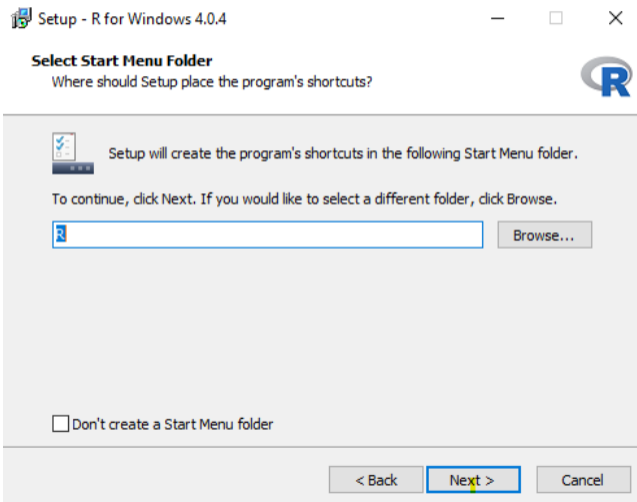 Setup - R for Windows 4.0.4
Select Start Menu Folder
Where should Setup place the program's shortcuts?
R
Setup will create the program's shortcuts in the following Start Menu folder.
To continue, click Next. If you would like to select a different folder, click Browse.
R
Browse...
Don't create a Start Menu folder
< Back
Next >
Cancel